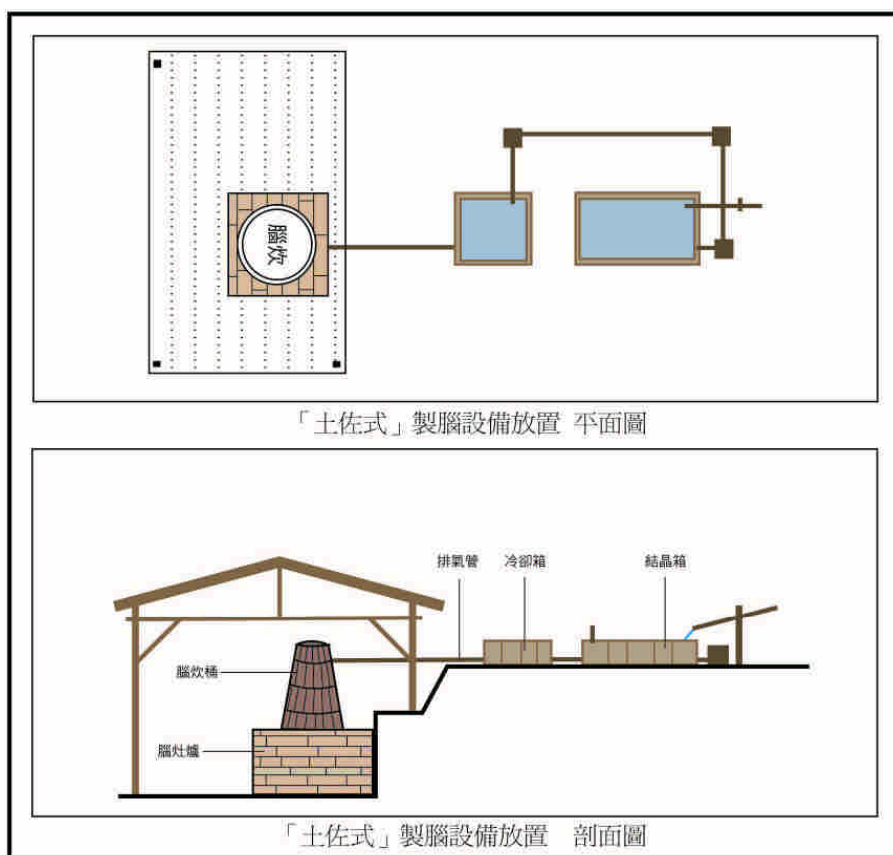 腦炊
「土佐式」製腦設備放置 平面圖
排氣管 冷卻箱 結晶箱
腦炊桶
腦灶爐
「土佐式」製腦設備放置 剖面圖